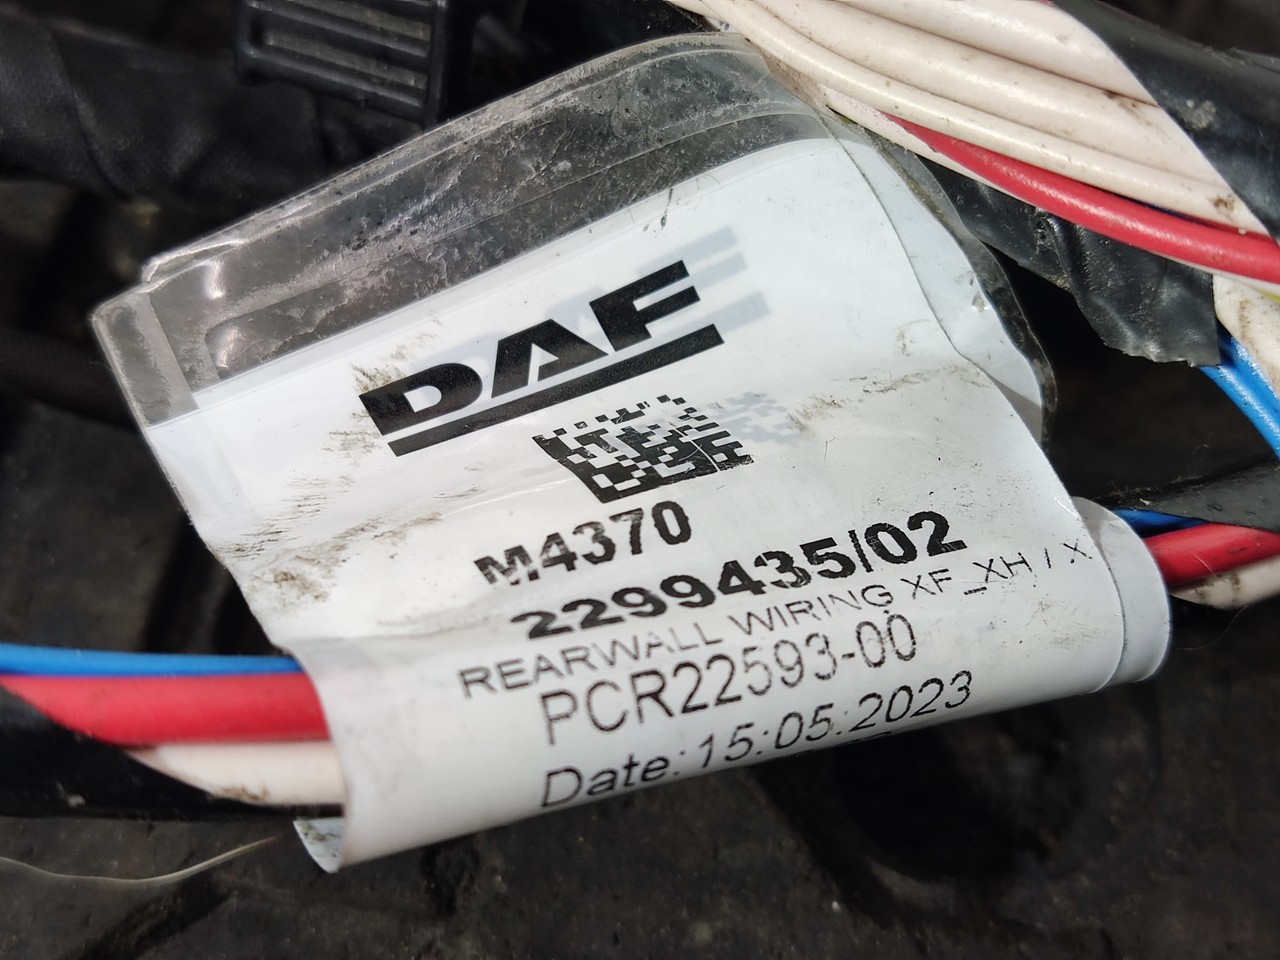 DAF
M4370
2299435/02
REARWALL WIRING XF_XH / X
PCR22593-00
Date:15:05:2023